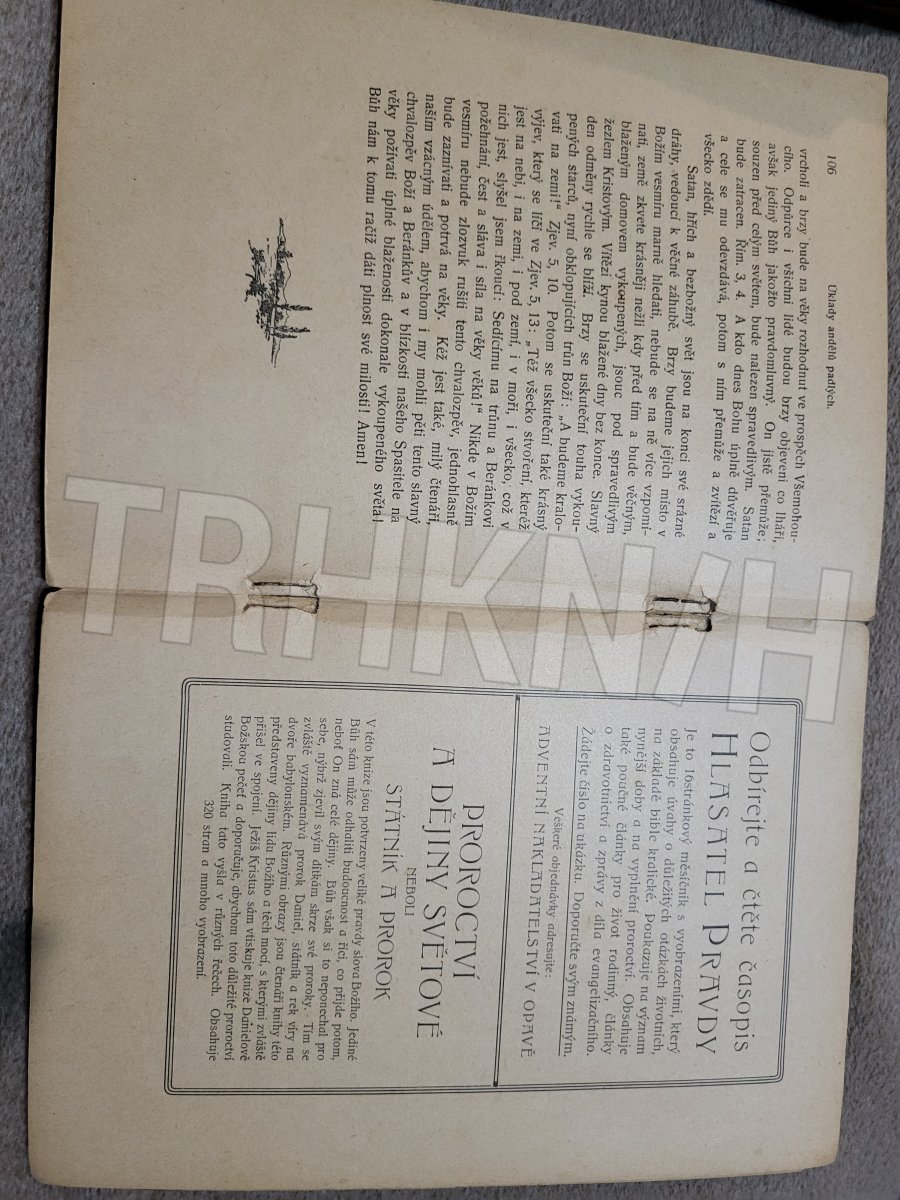 106 Úklady andělů padlých.
vrcholí a brzy bude na věky rozhodnut ve prospěch Všemohou-
cího. Odpůrce i všichni lidé budou brzy objeveni co lháři,
avšak jediný Bůh jakožto pravdomluvný. On jistě přemůže;
souzen před celým světem, bude nalezen spravedlivým. Satan
bude zatracen. Řím. 3, 4. A kdo dnes Bohu úplně důvěřuje
a cele se mu odevzdává, potom s ním přemůže a zvítězí a
všecko zdědí.
Satan, hřích a bezbožný svět jsou na konci své srázné
dráhy, vedoucí k věčné záhubě. Brzy budeme jejich místo v
Božím vesmíru marně hledati, nebude se na ně více vzpomí-
nati, země zkvete krásněji nežli kdy před tím a bude věčným,
blaženým domovem vykoupených, jsouc pod spravedlivým
žezlem Kristovým. Vítězi kynou blažené dny bez konce. Slavný
den odměny rychle se blíží. Brzy se uskuteční touha vykou-
pených starců, nyní obklopujících trůn Boží: „A budeme kralo-
vati na zemi!" Zjev. 5, 10. Potom se uskuteční také krásný
výjev, který se líčí ve Zjev. 5, 13: „Též všecko stvoření, kteréž
jest na nebi, i na zemi, i pod zemí, i v moři, i všecko, což v
nich jest, slyšel jsem řkoucí: Sedícímu na trůnu a Beránkovi
požehnání, čest a sláva i síla na věky věků!" Nikde v Božím
vesmíru nebude zlozvuk rušiti tento chvalozpěv, jednohlasně
bude zaznívati a potrvá na věky. Kéž jest také, milý čtenáři,
naším vzácným údělem, abychom i my mohli pěti tento slavný
chvalozpěv Boží a Beránkův a v blízkosti našeho Spasitele na
věky požívati úplné blaženosti dokonale vykoupeného světa!
Bůh nám k tomu račiž dáti plnost své milosti! Amen!
Odbírejte a čtěte časopis
HLASATEL PRAVDY
Je to 16stránkový měsíčník s vyobrazeními, který
obsahuje úvahy o důležitých otázkách životních,
na základě bible kralické. Poukazuje na význam
nynější doby a na vyplnění proroctví. Obsahuje
také poučné články pro život rodinný, články
o zdravotnictví a zprávy z díla evangelizačního.
Žádejte číslo na ukázku. Doporučte svým známým.
Veškeré objednávky adresujte:
ADVENTNÍ NAKLADATELSTVÍ V OPAVĚ
PROROCTVÍ
A DĚJINY SVĚTOVÉ
NEBOLI
STÁTNÍK A PROROK
V této knize jsou potvrzeny veliké pravdy slova Božího. Jediné
Bůh sám může odhaliti budoucnost a říci, co přijde potom,
neboť On zná celé dějiny. Bůh však si to neponechal pro
sebe, nýbrž zjevil svým dítkám skrze své proroky. Tím se
zvláště vyznamenává prorok Daniel, státník a rek víry na
dvoře babylonském. Různými obrazy jsou čtenáři knihy této
představeny dějiny lidu Božího a těch mocí, s kterými zvláště
přišel ve spojení. Ježíš Kristus sám vtiskuje knize Danielově
Božskou pečeť a doporučuje, abychom toto důležité proroctví
studovali. Kniha tato vyšla v různých řečech. Obsahuje
320 stran a mnoho vyobrazení.
TRHKNIH